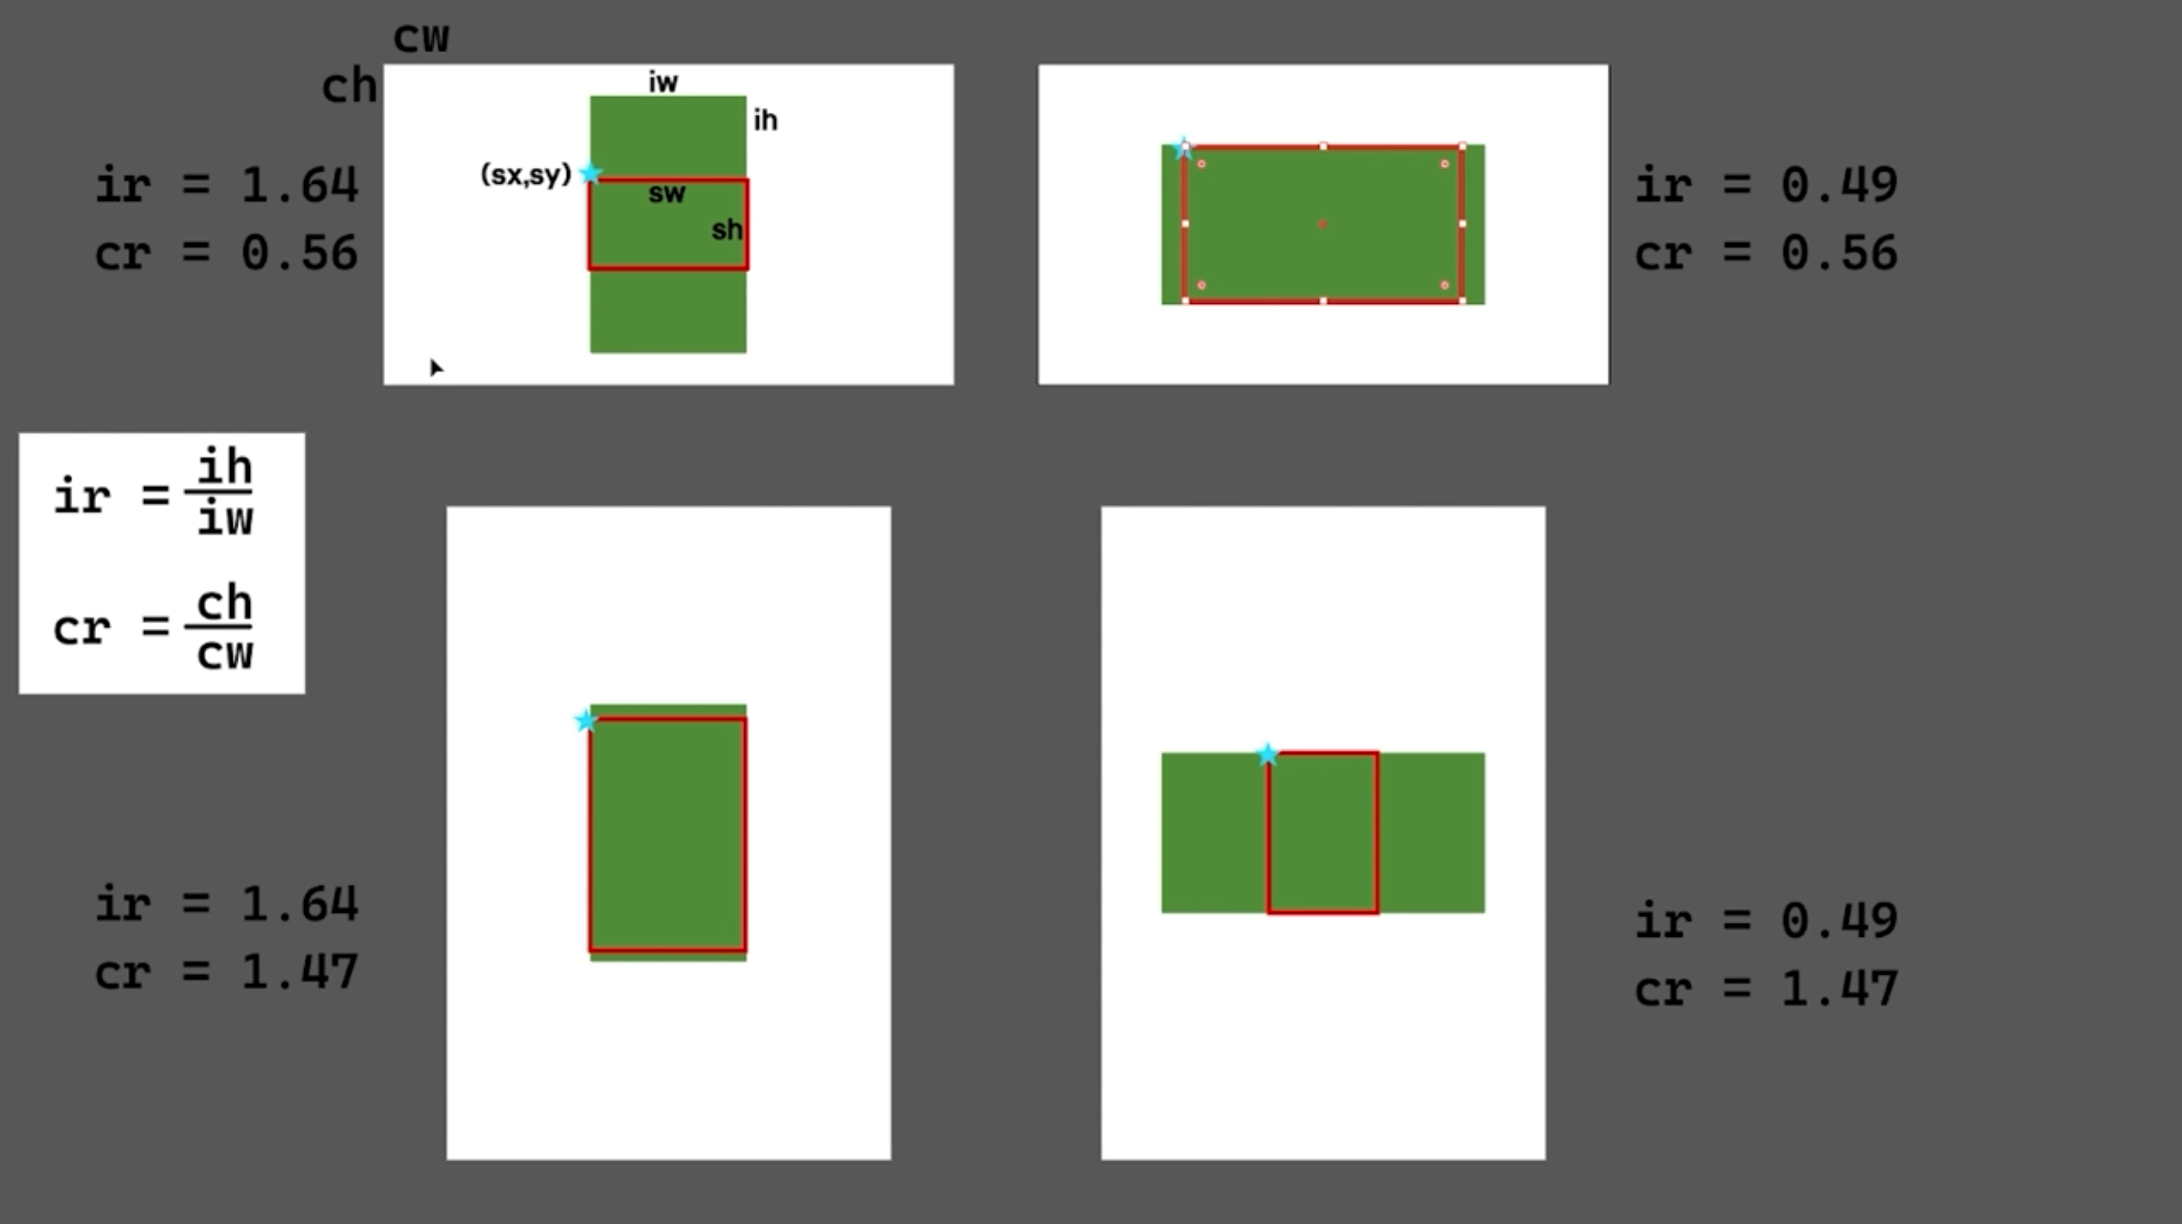 cw
ch
iw
ih
(sx,sy)
sw
sh
ir = 1.64
cr = 0.56
ir = 0.49
cr = 0.56
ir = ih
iw
cr = ch
cw
ir = 1.64
cr = 1.47
ir = 0.49
cr = 1.47